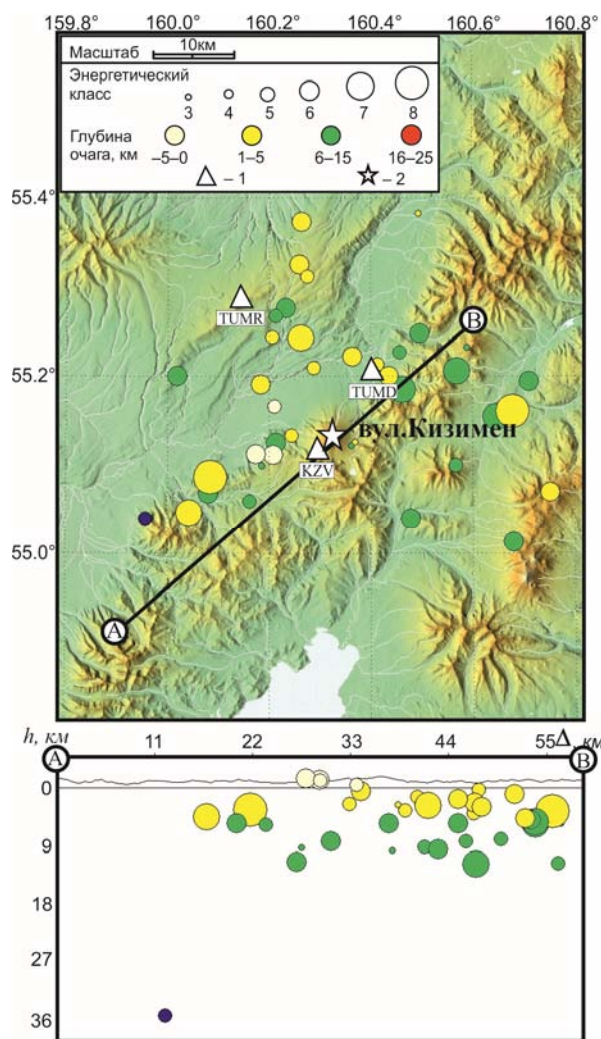 159.8 160.0 160.2 160.4 160.6 160.8
Масштаб 10км
Энергетический класс
3 4 5 6 7 8
Глубина очага, км
–5–0 1–5 6–15 16–25
– 1 – 2
55.4
B
TUMR
55.2
TUMD
вул.Кизимен
KZV
55.0
A
h, км 11 22 33 44 55 Δ, км
A B
0
9
18
27
36